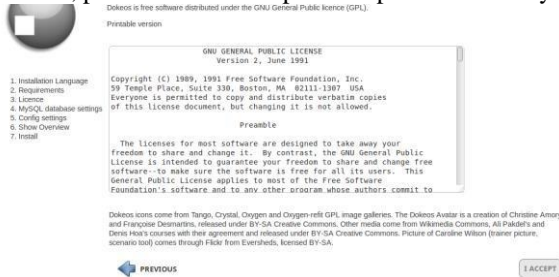 Dokeos is free software distributed under the GNU General Public licence (GPL).
Printable version
GNU GENERAL PUBLIC LICENSE
Version 2, June 1991
Copyright (C) 1989, 1991 Free Software Foundation, Inc.
59 Temple Place, Suite 330, Boston, MA 02111-1307 USA
Everyone is permitted to copy and distribute verbatim copies
of this license document, but changing it is not allowed.
Preamble
The licenses for most software are designed to take away your
freedom to share and change it. By contrast, the GNU General Public
License is intended to guarantee your freedom to share and change free
software--to make sure the software is free for all its users. This
General Public License applies to most of the Free Software
Foundation's software and to any other program whose authors commit to
1. Installation Language
2. Requirements
3. Licence
4. MySQL database settings
5. Config settings
6. Show Overview
7. Install
Dokeos icons come from Tango, Crystal, Oxygen and Oxygen-refit GPL image galleries. The Dokeos Avatar is a creation of Christine Amory
and Françoise Desmartins, released under BY-SA Creative Commons. Other media come from Wikimedia Commons, Ali Pakdel's and
Denis Hoa's courses with their agreement and released under BY-SA Creative Commons. Picture of Caroline Wilson (trainer picture,
scenario tool) comes through Flickr from Eversheds, licensed BY-SA.
PREVIOUS
I ACCEPT